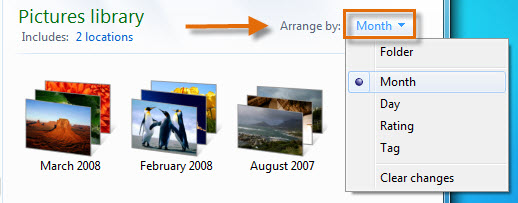 Pictures library
Arrange by: Month
Includes: 2 locations
Folder
Month
Day
Rating
Tag
Clear changes
March 2008 February 2008 August 2007